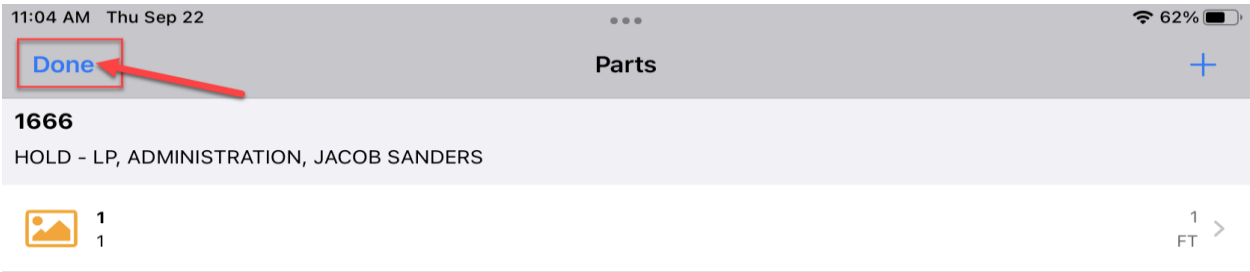 11:04 AM Thu Sep 22 62%
Done Parts
1666
HOLD - LP, ADMINISTRATION, JACOB SANDERS
1 1
1 FT